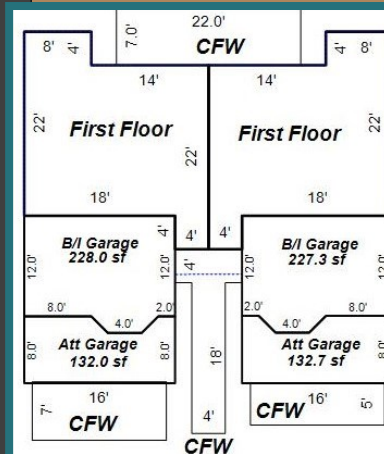 22.0'
7.0'
CFW
8' 4' 4' 8'
14' 14'
22' First Floor First Floor 22'
22'
18' 18'
4' 4' 4'
B/I Garage B/I Garage
228.0 sf 227.3 sf
12.0' 12.0' 4' 12.0' 12.0'
8.0' 2.0' 2.0' 8.0'
4.0' 4.0'
Att Garage Att Garage
132.0 sf 132.7 sf
8.0' 8.0' 18' 8.0' 8.0'
16' 16'
7' CFW 4' CFW 5'
CFW